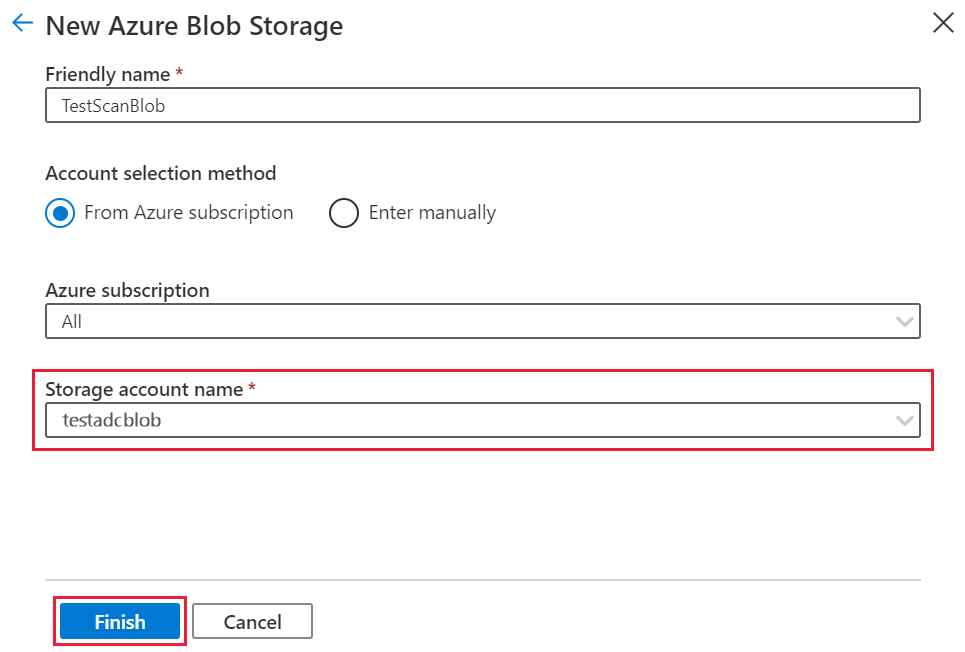 New Azure Blob Storage
Friendly name *
TestScanBlob
Account selection method
From Azure subscription Enter manually
Azure subscription
All
Storage account name *
testadcblob
Finish Cancel